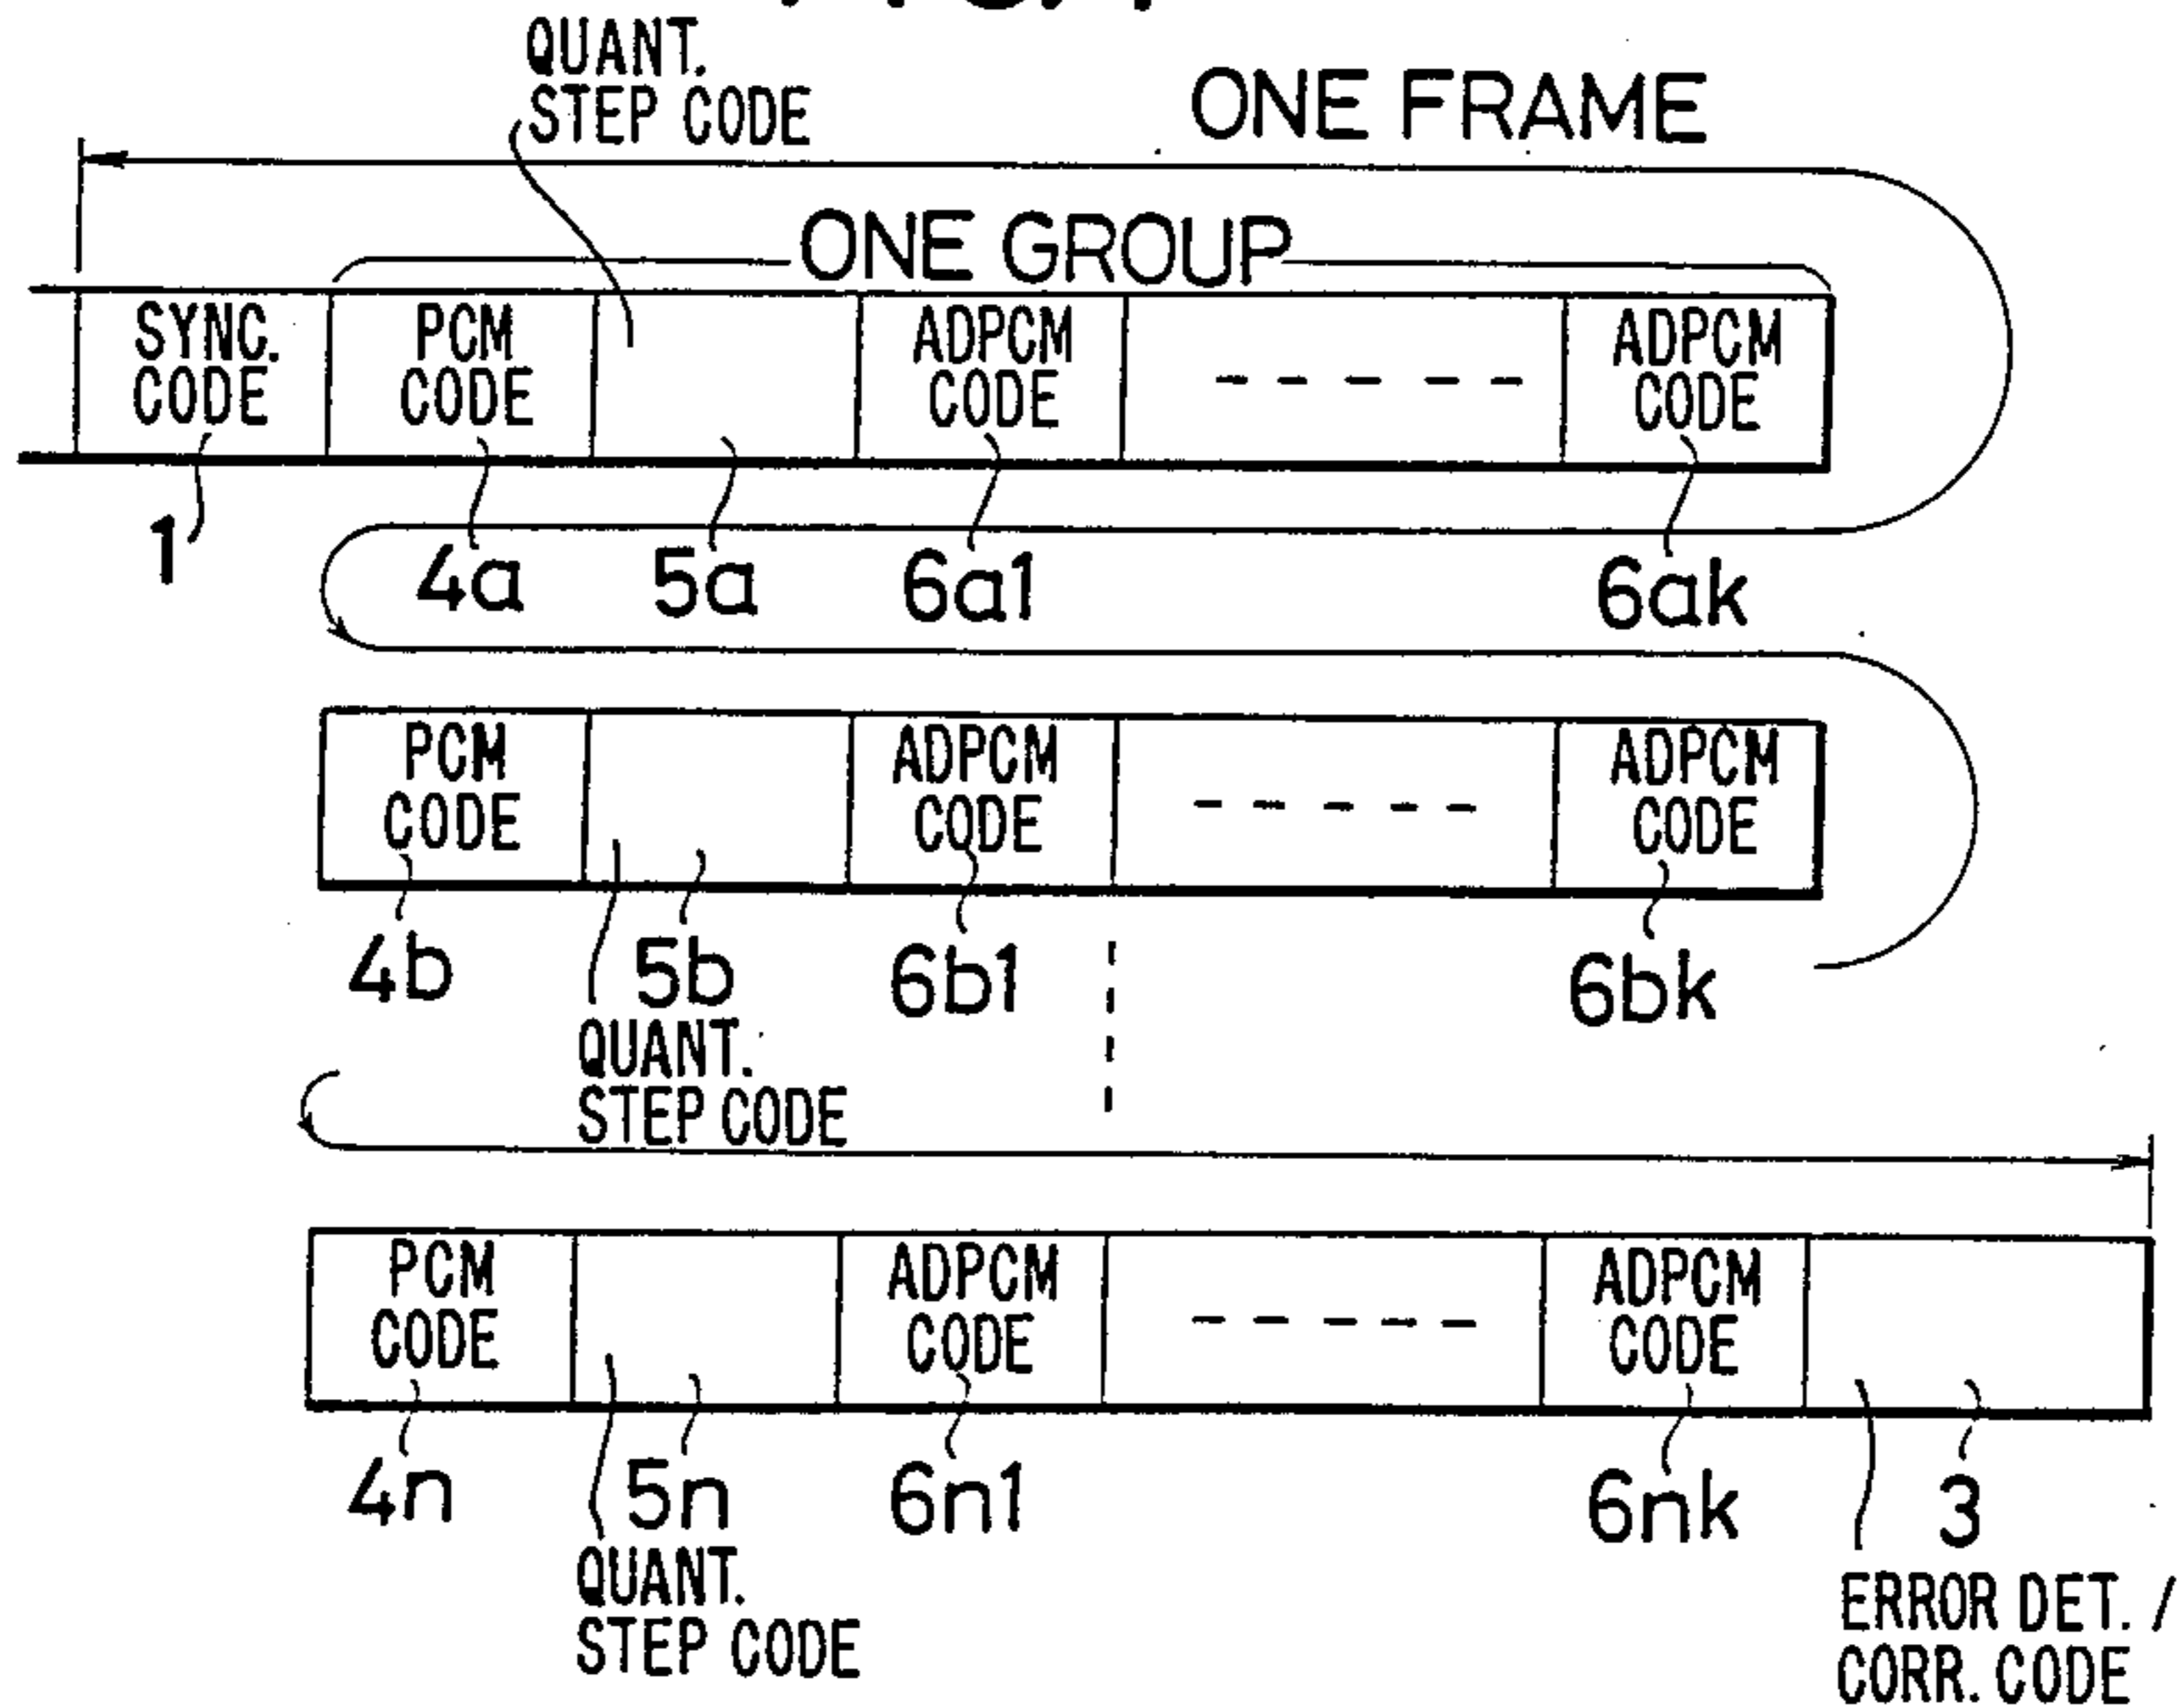 QUANT.
STEP CODE
ONE FRAME
ONE GROUP
SYNC.
CODE
PCM
CODE
ADPCM
CODE
ADPCM
CODE
1
4a
5a
6a1
6ak
PCM
CODE
ADPCM
CODE
ADPCM
CODE
4b
5b
6b1
6bk
QUANT.
STEP CODE
PCM
CODE
ADPCM
CODE
ADPCM
CODE
4n
5n
6n1
6nk
3
QUANT.
STEP CODE
ERROR DET. /
CORR. CODE